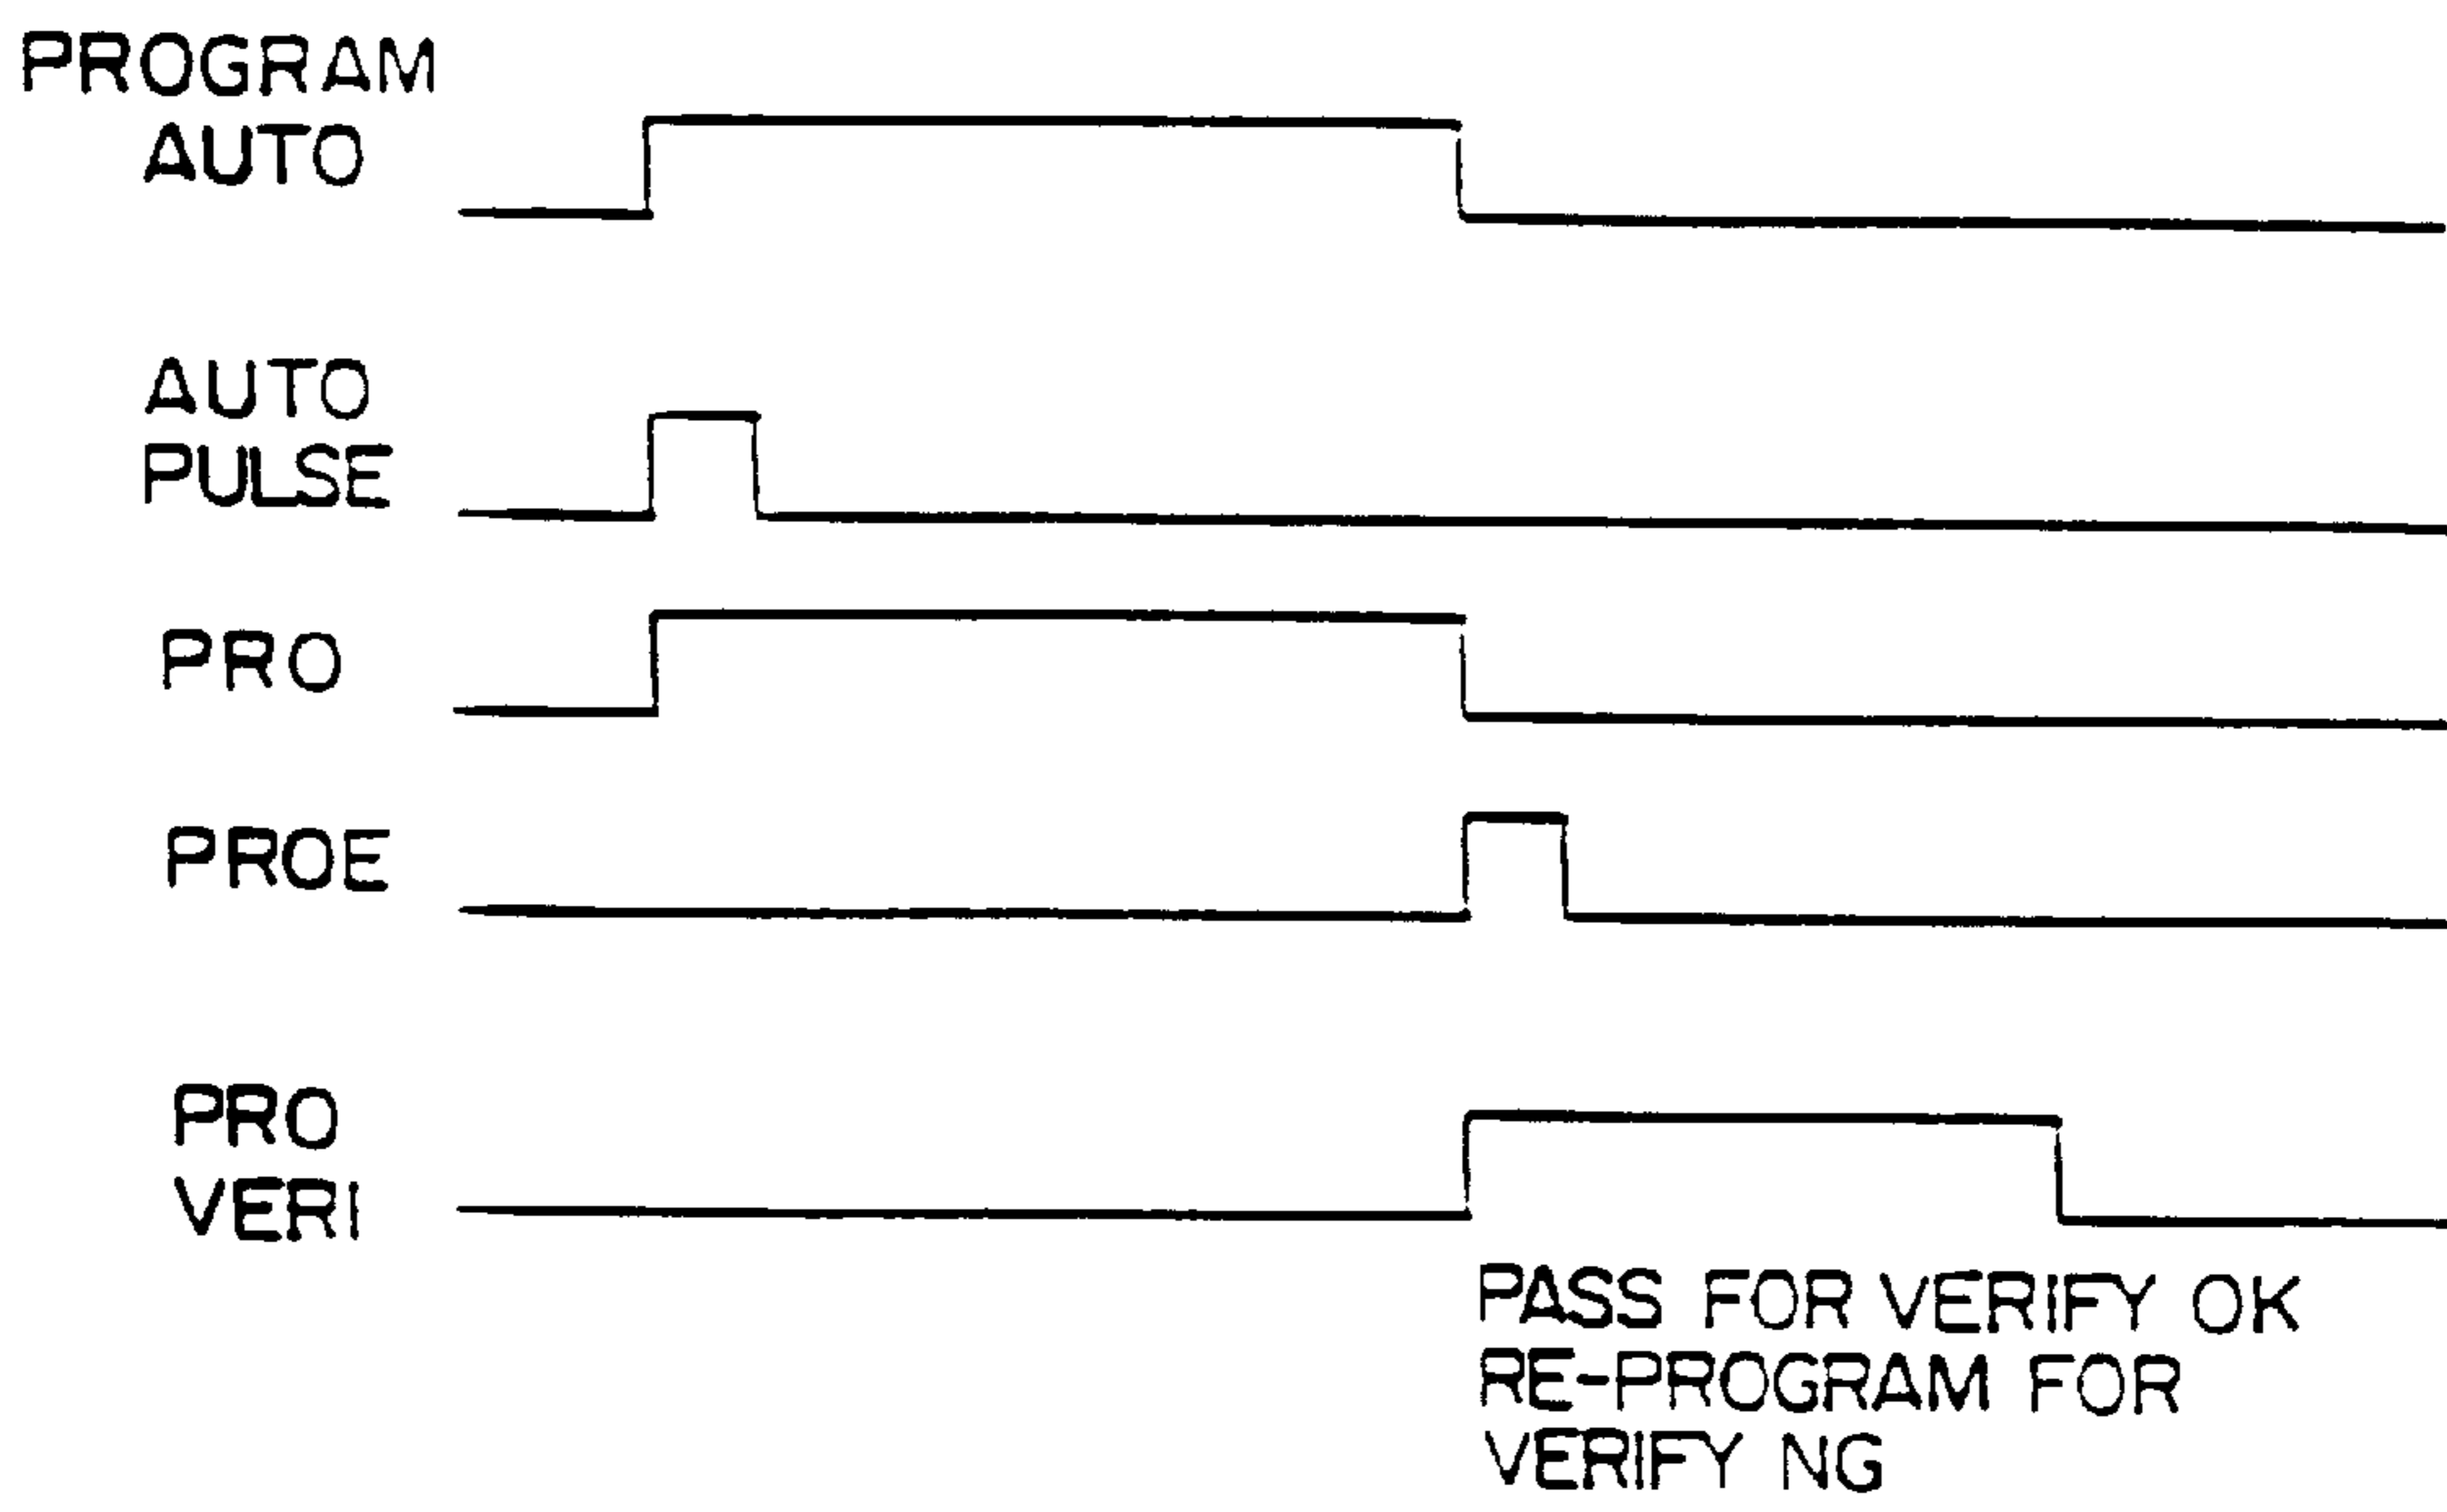 PROGRAM
AUTO
AUTO
PULSE
PRO
PROE
PRO
VERI
PASS FOR VERIFY OK
RE-PROGRAM FOR
VERIFY NG